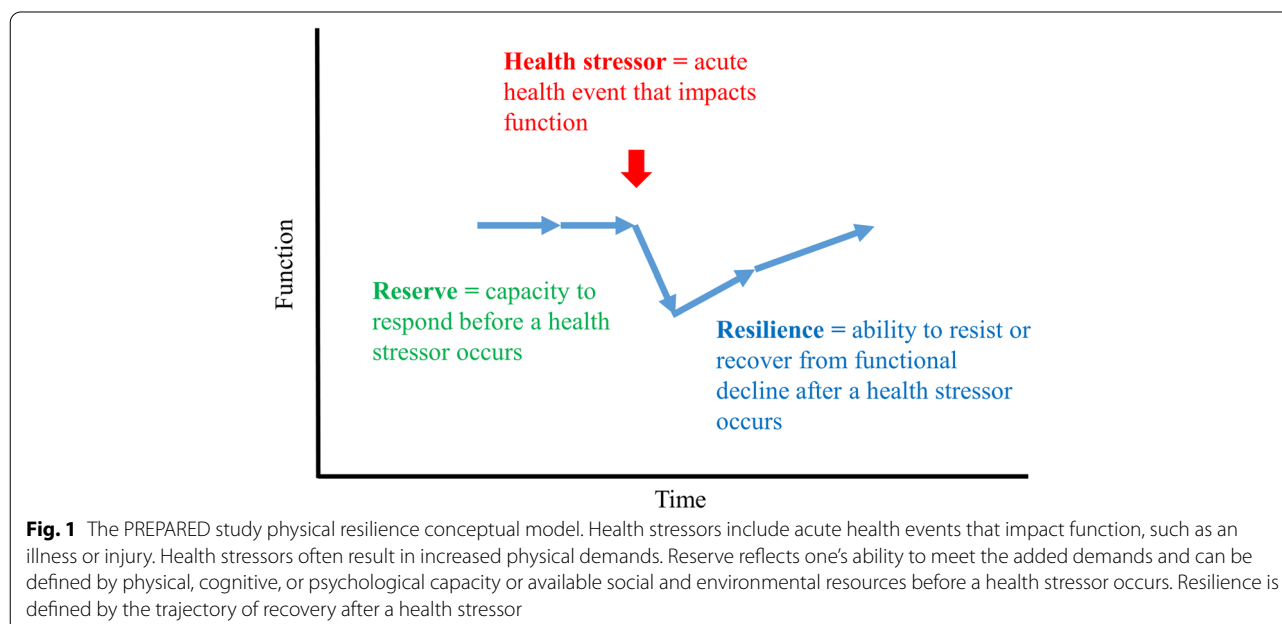 Health stressor = acute
health event that impacts
function
Function
Reserve = capacity to
respond before a health
stressor occurs
Resilience = ability to resist or
recover from functional
decline after a health stressor
occurs
Time
Fig. 1 The PREPARED study physical resilience conceptual model. Health stressors include acute health events that impact function, such as an
illness or injury. Health stressors often result in increased physical demands. Reserve reflects one’s ability to meet the added demands and can be
defined by physical, cognitive, or psychological capacity or available social and environmental resources before a health stressor occurs. Resilience is
defined by the trajectory of recovery after a health stressor